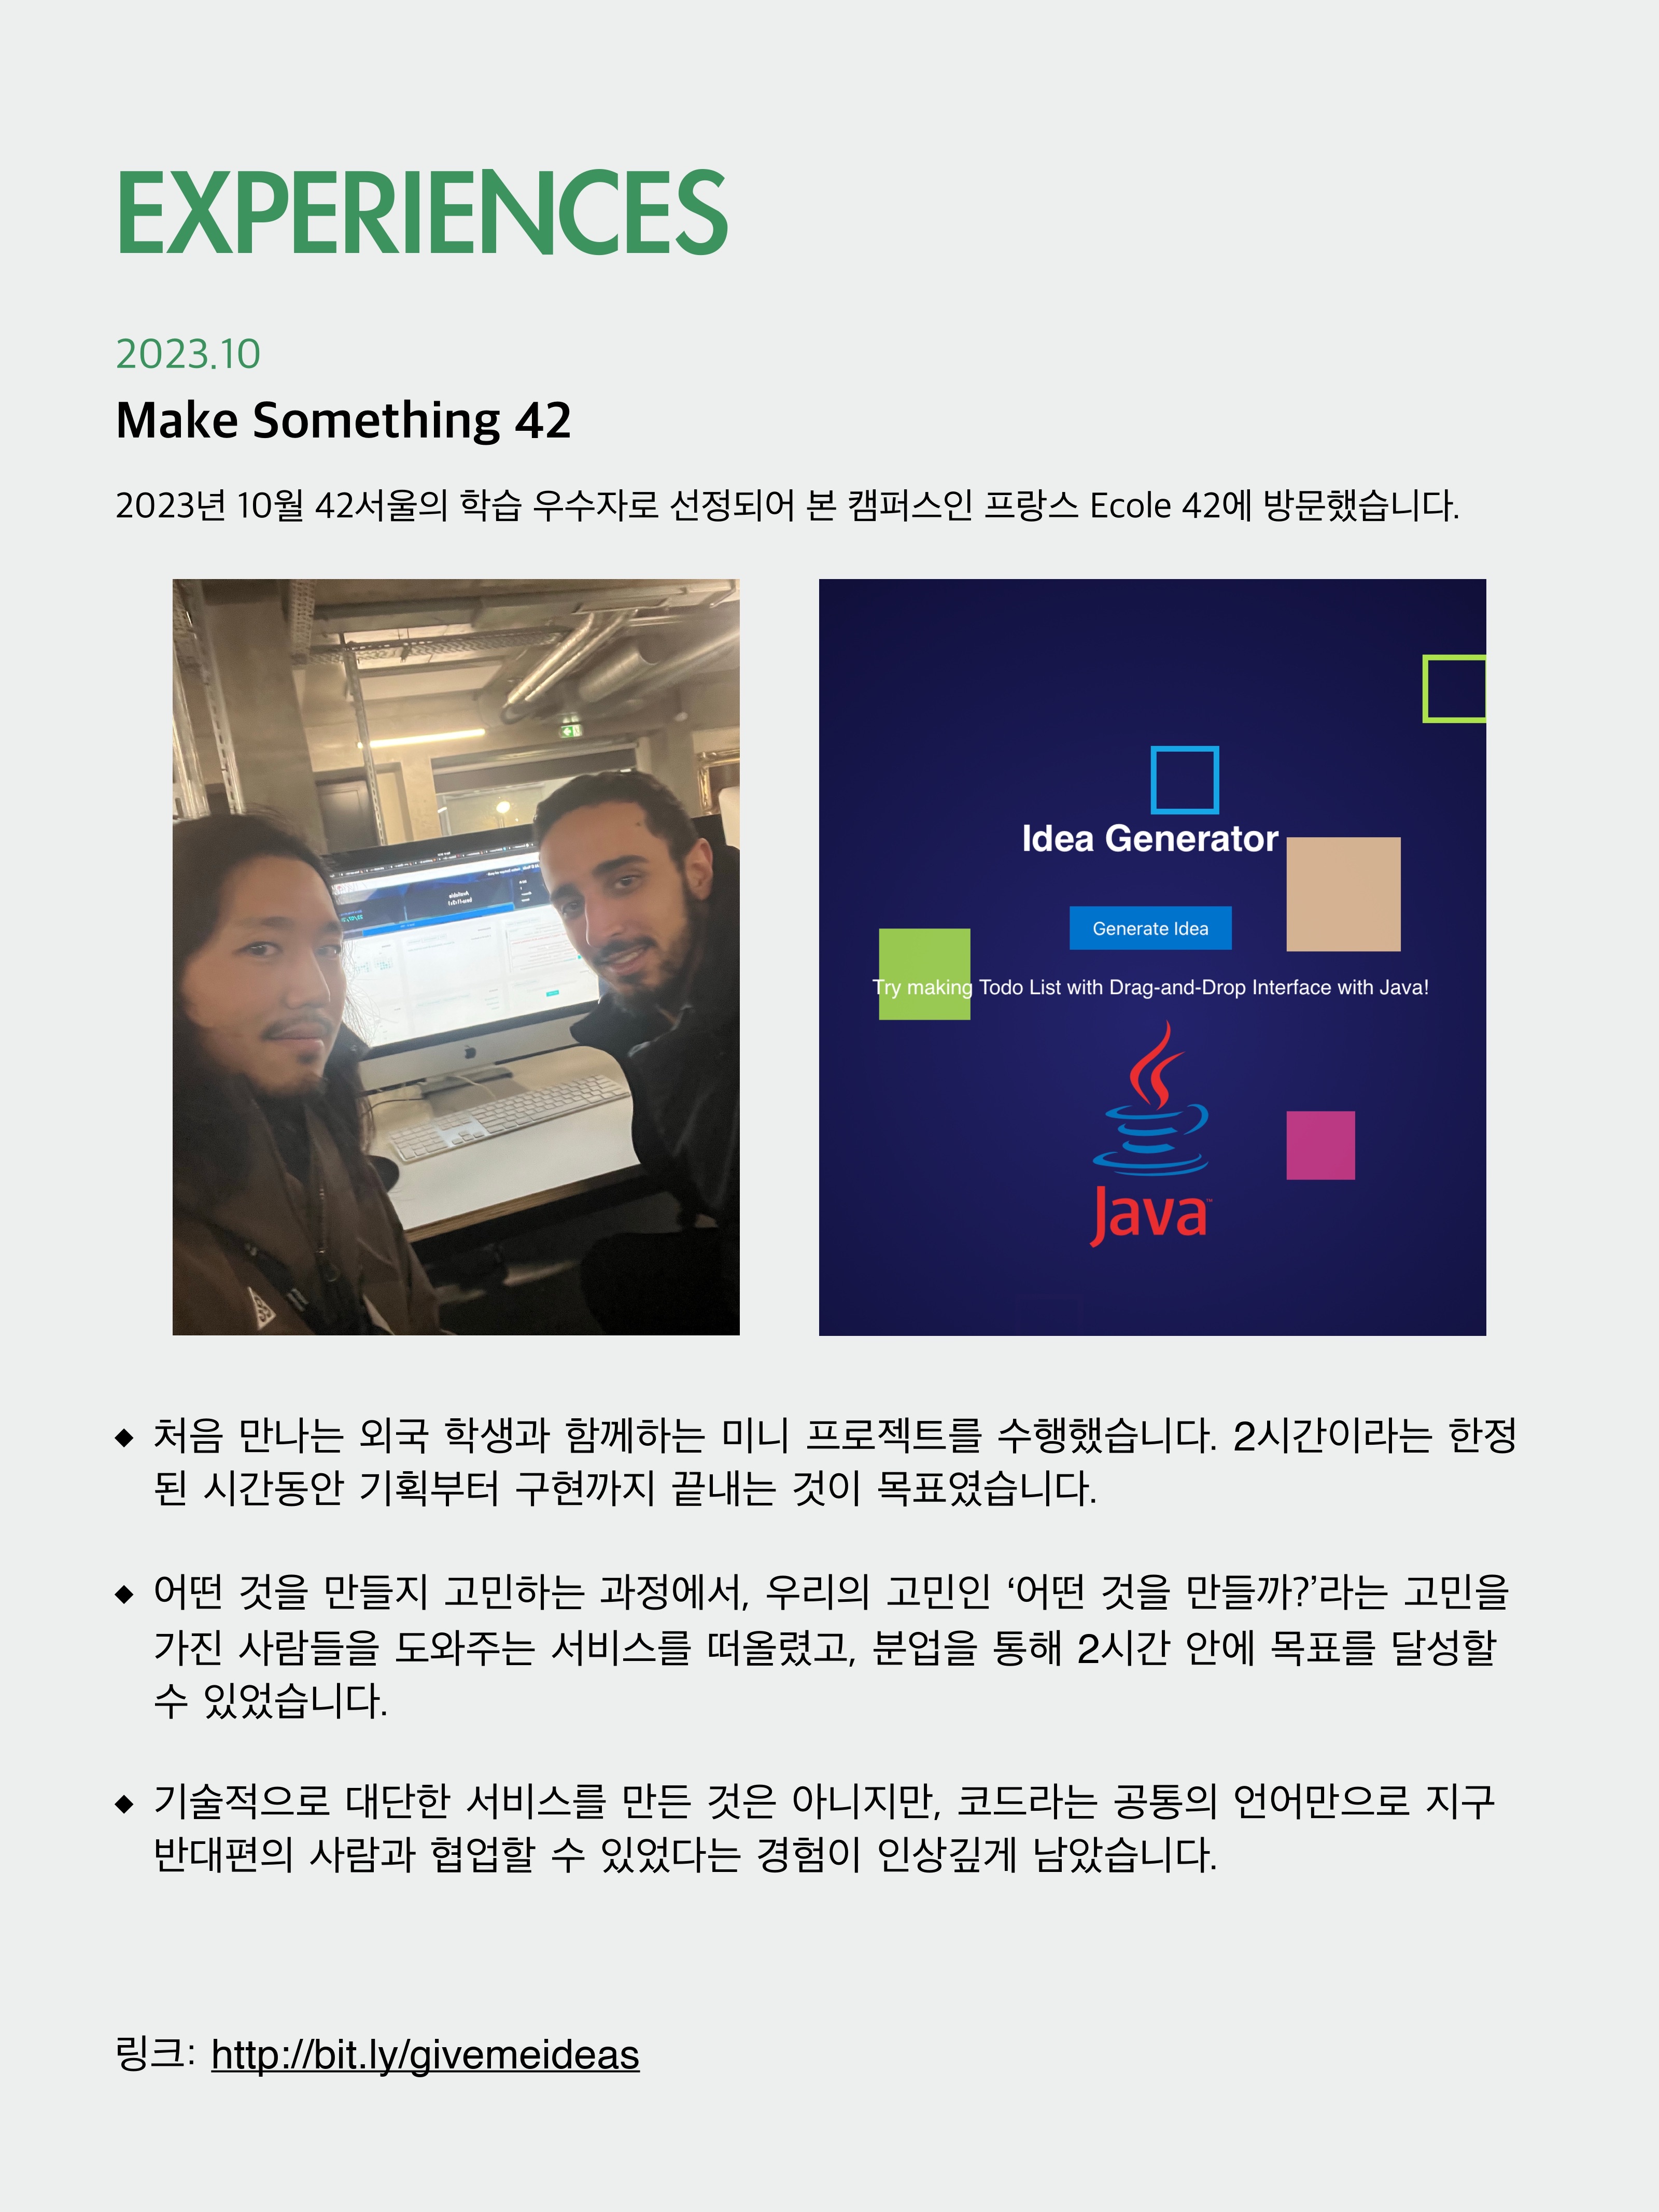 EXPERIENCES
2023.10
Make Something 42
2023년 10월 42서울의 학습 우수자로 선정되어 본 캠퍼스인 프랑스 Ecole 42에 방문했습니다.
Idea Generator
Generate Idea
Try making Todo List with Drag-and-Drop Interface with Java!
Java™
◆ 처음 만나는 외국 학생과 함께하는 미니 프로젝트를 수행했습니다. 2시간이라는 한정
된 시간동안 기획부터 구현까지 끝내는 것이 목표였습니다.
◆ 어떤 것을 만들지 고민하는 과정에서, 우리의 고민인 ‘어떤 것을 만들까?’라는 고민을
가진 사람들을 도와주는 서비스를 떠올렸고, 분업을 통해 2시간 안에 목표를 달성할
수 있었습니다.
◆ 기술적으로 대단한 서비스를 만든 것은 아니지만, 코드라는 공통의 언어만으로 지구
반대편의 사람과 협업할 수 있었다는 경험이 인상깊게 남았습니다.
링크: http://bit.ly/givemeideas